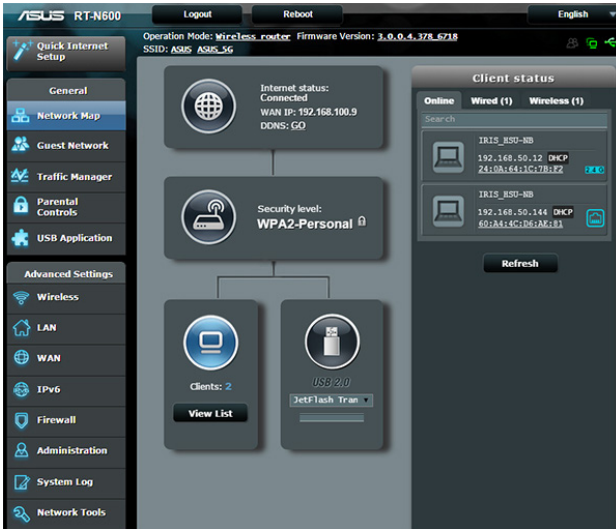 ASUS RT-N600
Logout
Reboot
English
Quick Internet
Setup
Operation Mode: Wireless router Firmware Version: 3.0.0.4.378_6718
SSID: ASUS ASUS_5G
General
Network Map
Guest Network
Traffic Manager
Parental
Controls
USB Application
Advanced Settings
Wireless
LAN
WAN
IPv6
Firewall
Administration
System Log
Network Tools
Internet status:
Connected
WAN IP: 192.168.100.9
DDNS: GO
Security level:
WPA2-Personal
Clients: 2
View List
USB 2.0
JetFlash Tran
Client status
Online Wired (1) Wireless (1)
Search
IRIS_HSU-NB
192.168.50.12 DHCP
24:0A:64:1C:7B:F2
2.4G
IRIS_HSU-NB
192.168.50.144 DHCP
60:A4:4C:D6:AK:81
Refresh